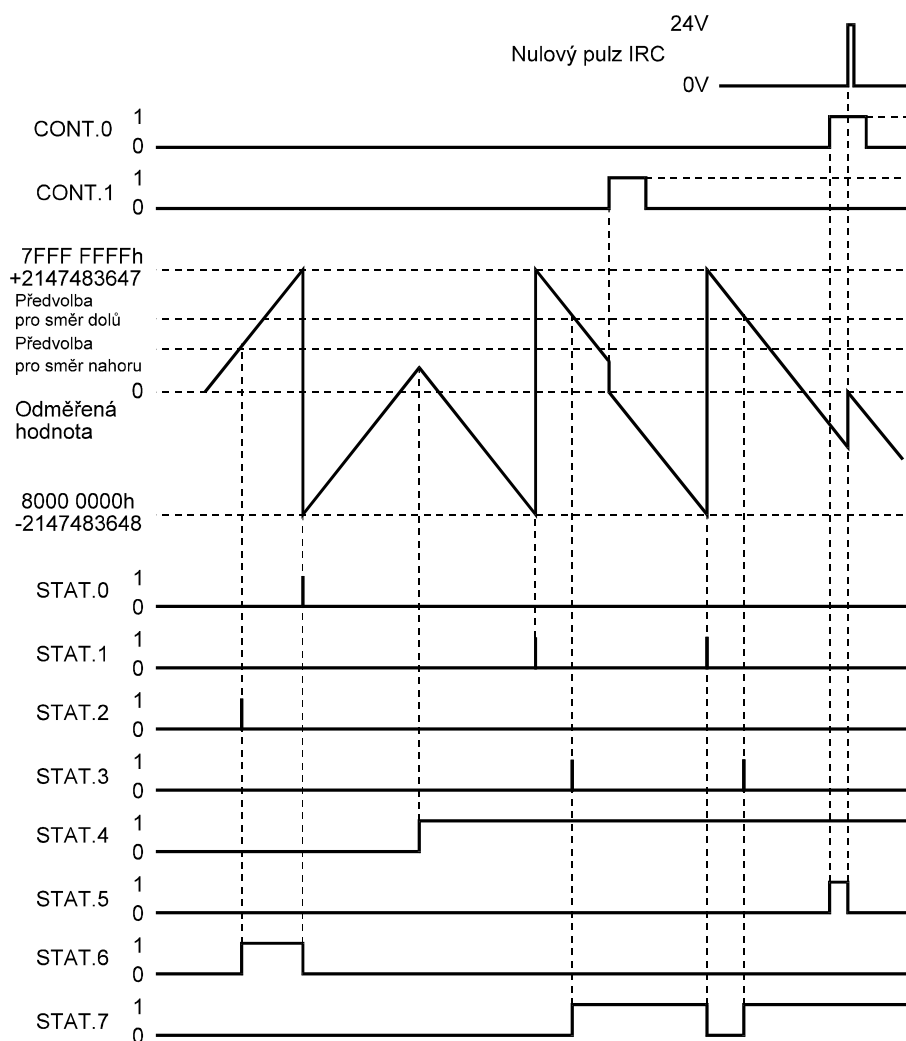 24V
Nulový pulz IRC
0V
CONT.0
1
0
CONT.1
1
0
7FFF FFFFh
+2147483647
Předvolba
pro směr dolů
Předvolba
pro směr nahoru
0
Odměřená
hodnota
8000 0000h
-2147483648
STAT.0
1
0
STAT.1
1
0
STAT.2
1
0
STAT.3
1
0
STAT.4
1
0
STAT.5
1
0
STAT.6
1
0
STAT.7
1
0